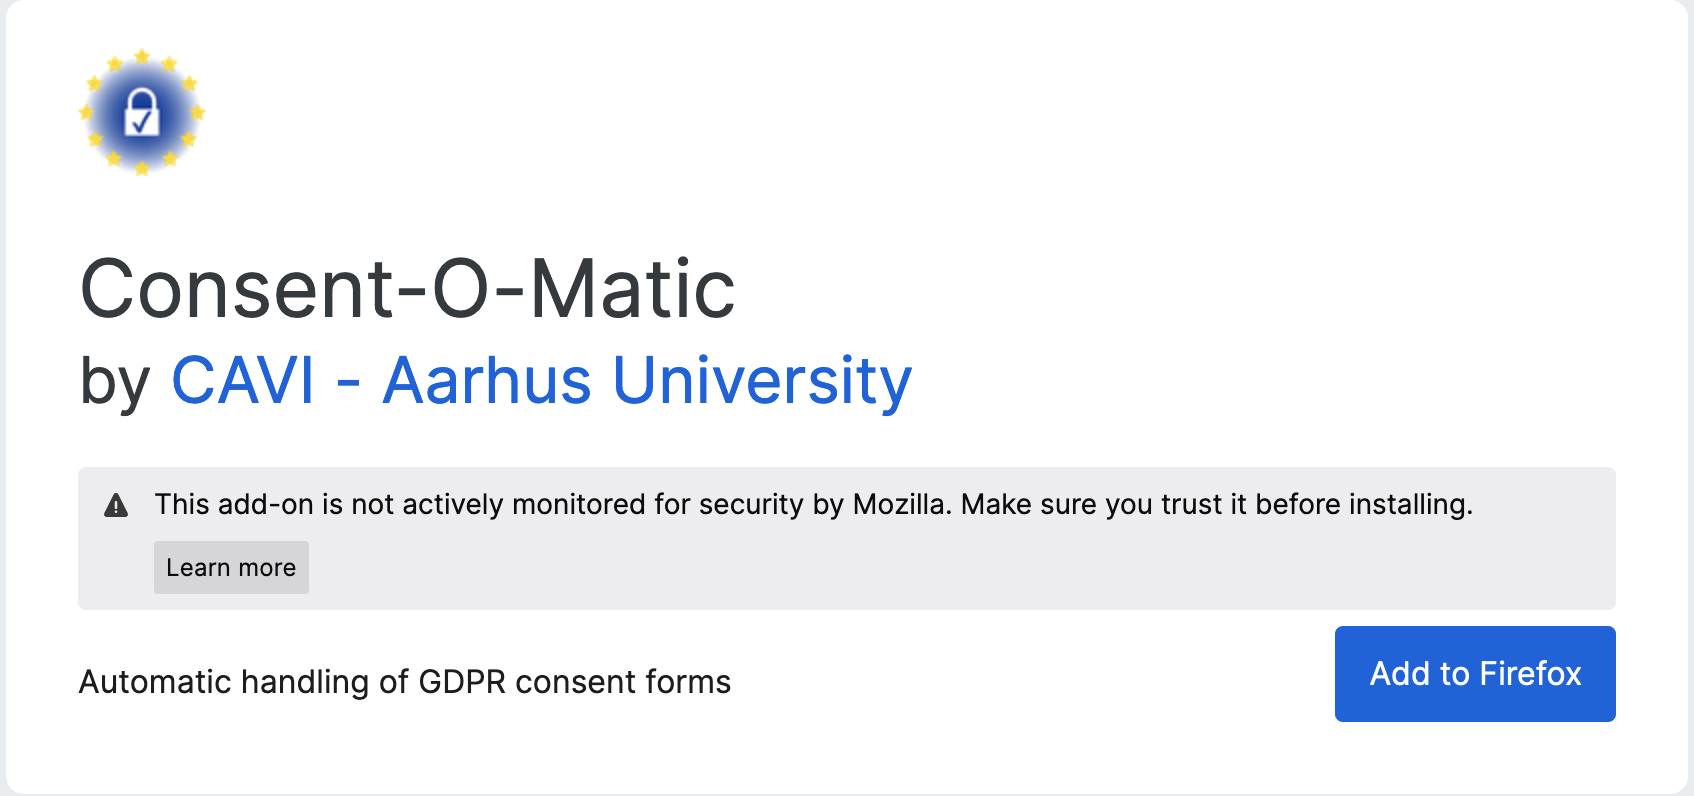 Consent-O-Matic
by CAVI - Aarhus University
This add-on is not actively monitored for security by Mozilla. Make sure you trust it before installing.
Learn more
Automatic handling of GDPR consent forms
Add to Firefox